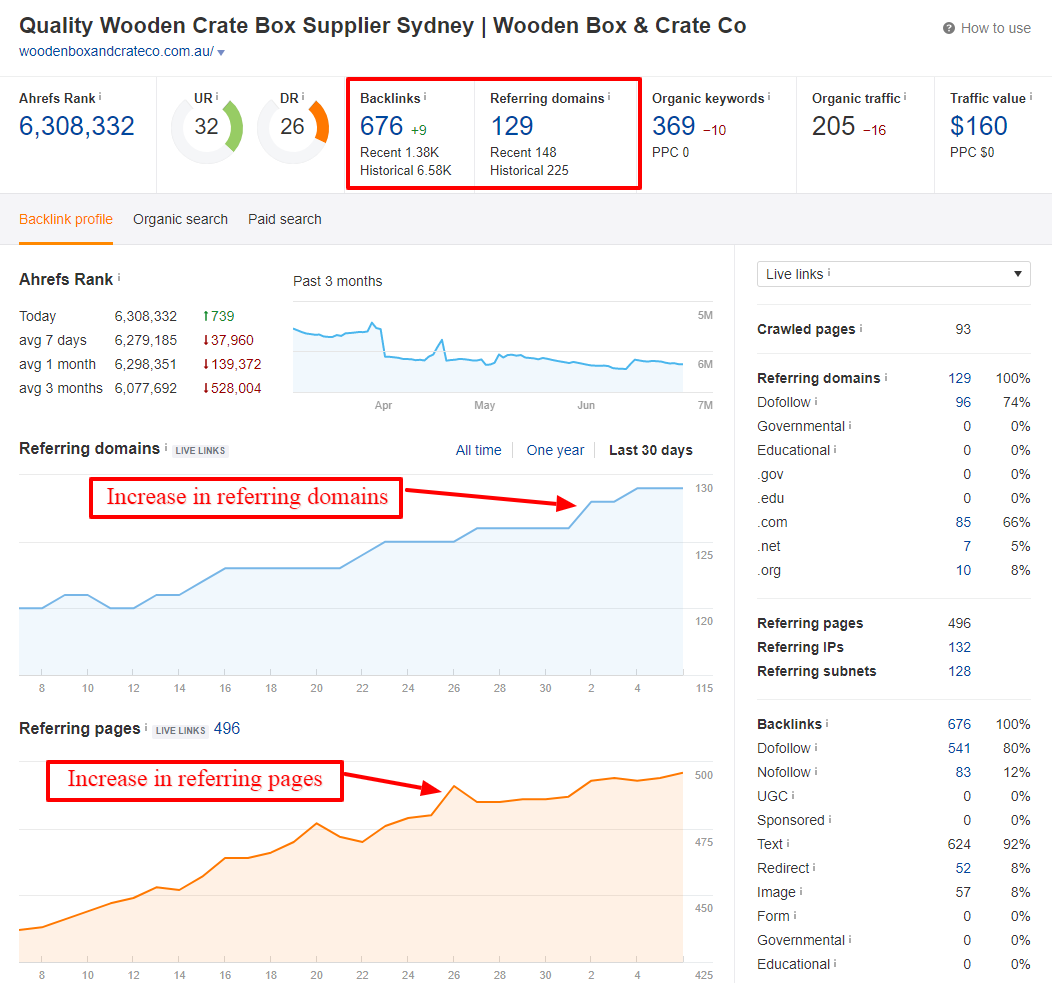 Quality Wooden Crate Box Supplier Sydney | Wooden Box & Crate Co
How to use
woodenboxandcrateco.com.au/
Ahrefs Rank i
6,308,332
UR i
32
DR i
26
Backlinks i
676 +9
Recent 1.38K
Historical 6.58K
Referring domains i
129
Recent 148
Historical 225
Organic keywords i
369 −10
PPC 0
Organic traffic i
205 −16
Traffic value i
$160
PPC $0
Backlink profile Organic search Paid search
Ahrefs Rank i
Today 6,308,332 ↑739
avg 7 days 6,279,185 ↓37,960
avg 1 month 6,298,351 ↓139,372
avg 3 months 6,077,692 ↓528,004
Past 3 months
5M
6M
Apr May Jun 7M
Referring domains i LIVE LINKS All time One year Last 30 days
Increase in referring domains
130
125
120
8 10 12 14 16 18 20 22 24 26 28 30 2 4 115
Referring pages i LIVE LINKS 496
Increase in referring pages
500
475
450
8 10 12 14 16 18 20 22 24 26 28 30 2 4 425
Live links i
Crawled pages i 93
Referring domains i 129 100%
Dofollow i 96 74%
Governmental i 0 0%
Educational i 0 0%
.gov 0 0%
.edu 0 0%
.com 85 66%
.net 7 5%
.org 10 8%
Referring pages 496
Referring IPs 132
Referring subnets 128
Backlinks i 676 100%
Dofollow i 541 80%
Nofollow i 83 12%
UGC i 0 0%
Sponsored i 0 0%
Text i 624 92%
Redirect i 52 8%
Image i 57 8%
Form i 0 0%
Governmental i 0 0%
Educational i 0 0%